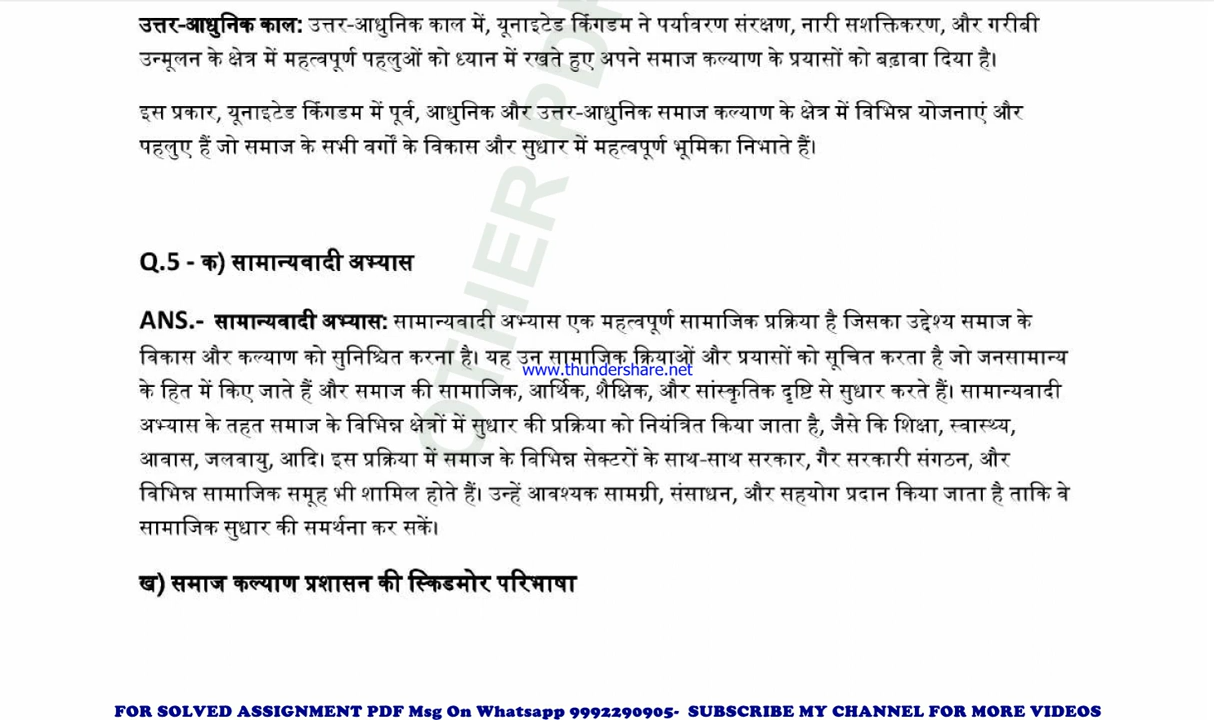 उत्तर-आधुनिक काल: उत्तर-आधुनिक काल में, यूनाइटेड किंगडम ने पर्यावरण संरक्षण, नारी सशक्तिकरण, और गरीबी
उन्मूलन के क्षेत्र में महत्वपूर्ण पहलुओं को ध्यान में रखते हुए अपने समाज कल्याण के प्रयासों को बढ़ावा दिया है।
इस प्रकार, यूनाइटेड किंगडम में पूर्व, आधुनिक और उत्तर-आधुनिक समाज कल्याण के क्षेत्र में विभिन्न योजनाएं और
पहलुए हैं जो समाज के सभी वर्गों के विकास और सुधार में महत्वपूर्ण भूमिका निभाते हैं।
OTHER PDF
Q.5 - क) सामान्यवादी अभ्यास
ANS.- सामान्यवादी अभ्यास: सामान्यवादी अभ्यास एक महत्वपूर्ण सामाजिक प्रक्रिया है जिसका उद्देश्य समाज के
विकास और कल्याण को सुनिश्चित करना है। यह उन सामाजिक क्रियाओं और प्रयासों को सूचित करता है जो जनसामान्य
www.thundershare.net
के हित में किए जाते हैं और समाज की सामाजिक, आर्थिक, शैक्षिक, और सांस्कृतिक दृष्टि से सुधार करते हैं। सामान्यवादी
अभ्यास के तहत समाज के विभिन्न क्षेत्रों में सुधार की प्रक्रिया को नियंत्रित किया जाता है, जैसे कि शिक्षा, स्वास्थ्य,
आवास, जलवायु, आदि। इस प्रक्रिया में समाज के विभिन्न सेक्टरों के साथ-साथ सरकार, गैर सरकारी संगठन, और
विभिन्न सामाजिक समूह भी शामिल होते हैं। उन्हें आवश्यक सामग्री, संसाधन, और सहयोग प्रदान किया जाता है ताकि वे
सामाजिक सुधार की समर्थना कर सकें।
ख) समाज कल्याण प्रशासन की स्किडमोर परिभाषा
FOR SOLVED ASSIGNMENT PDF Msg On Whatsapp 9992290905- SUBSCRIBE MY CHANNEL FOR MORE VIDEOS